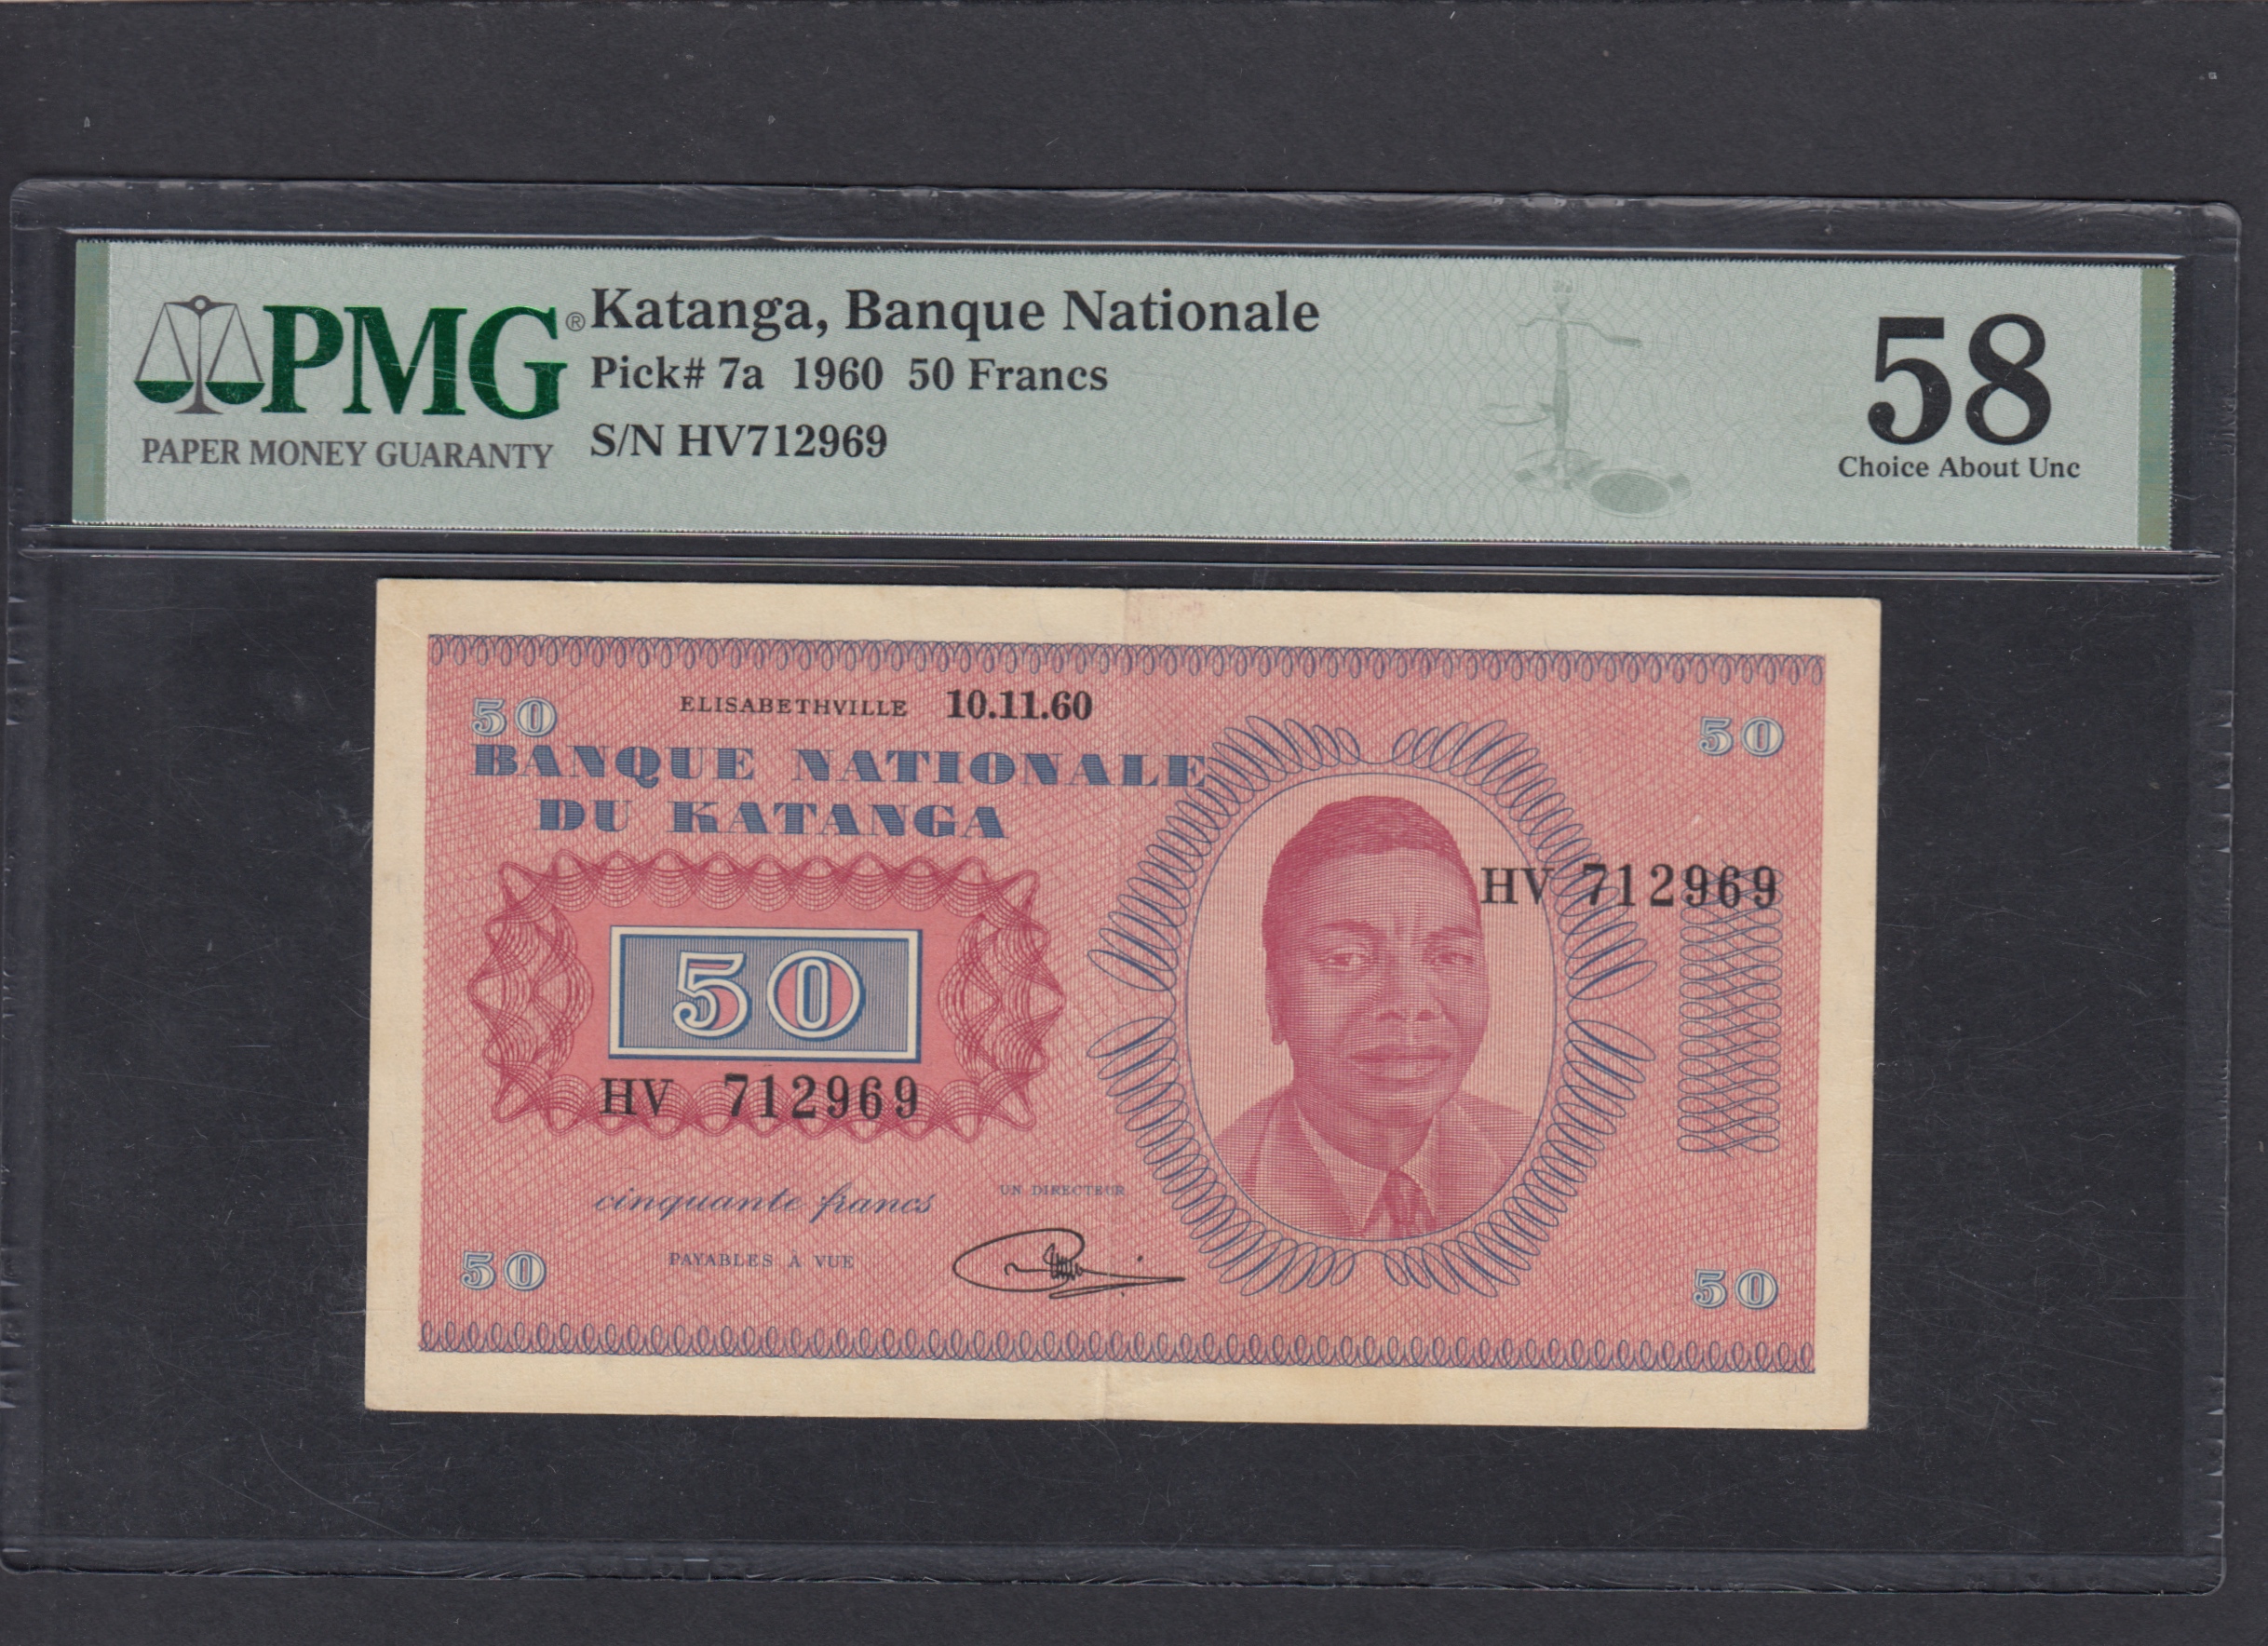 PMG®
PAPER MONEY GUARANTY
Katanga, Banque Nationale
Pick# 7a 1960 50 Francs
S/N HV712969
58
Choice About Unc
50
ELISABETHVILLE 10.11.60
50
BANQUE NATIONALE
DU KATANGA
HV 712969
50
HV 712969
cinquante francs
UN DIRECTEUR
PAYABLES À VUE
50
50